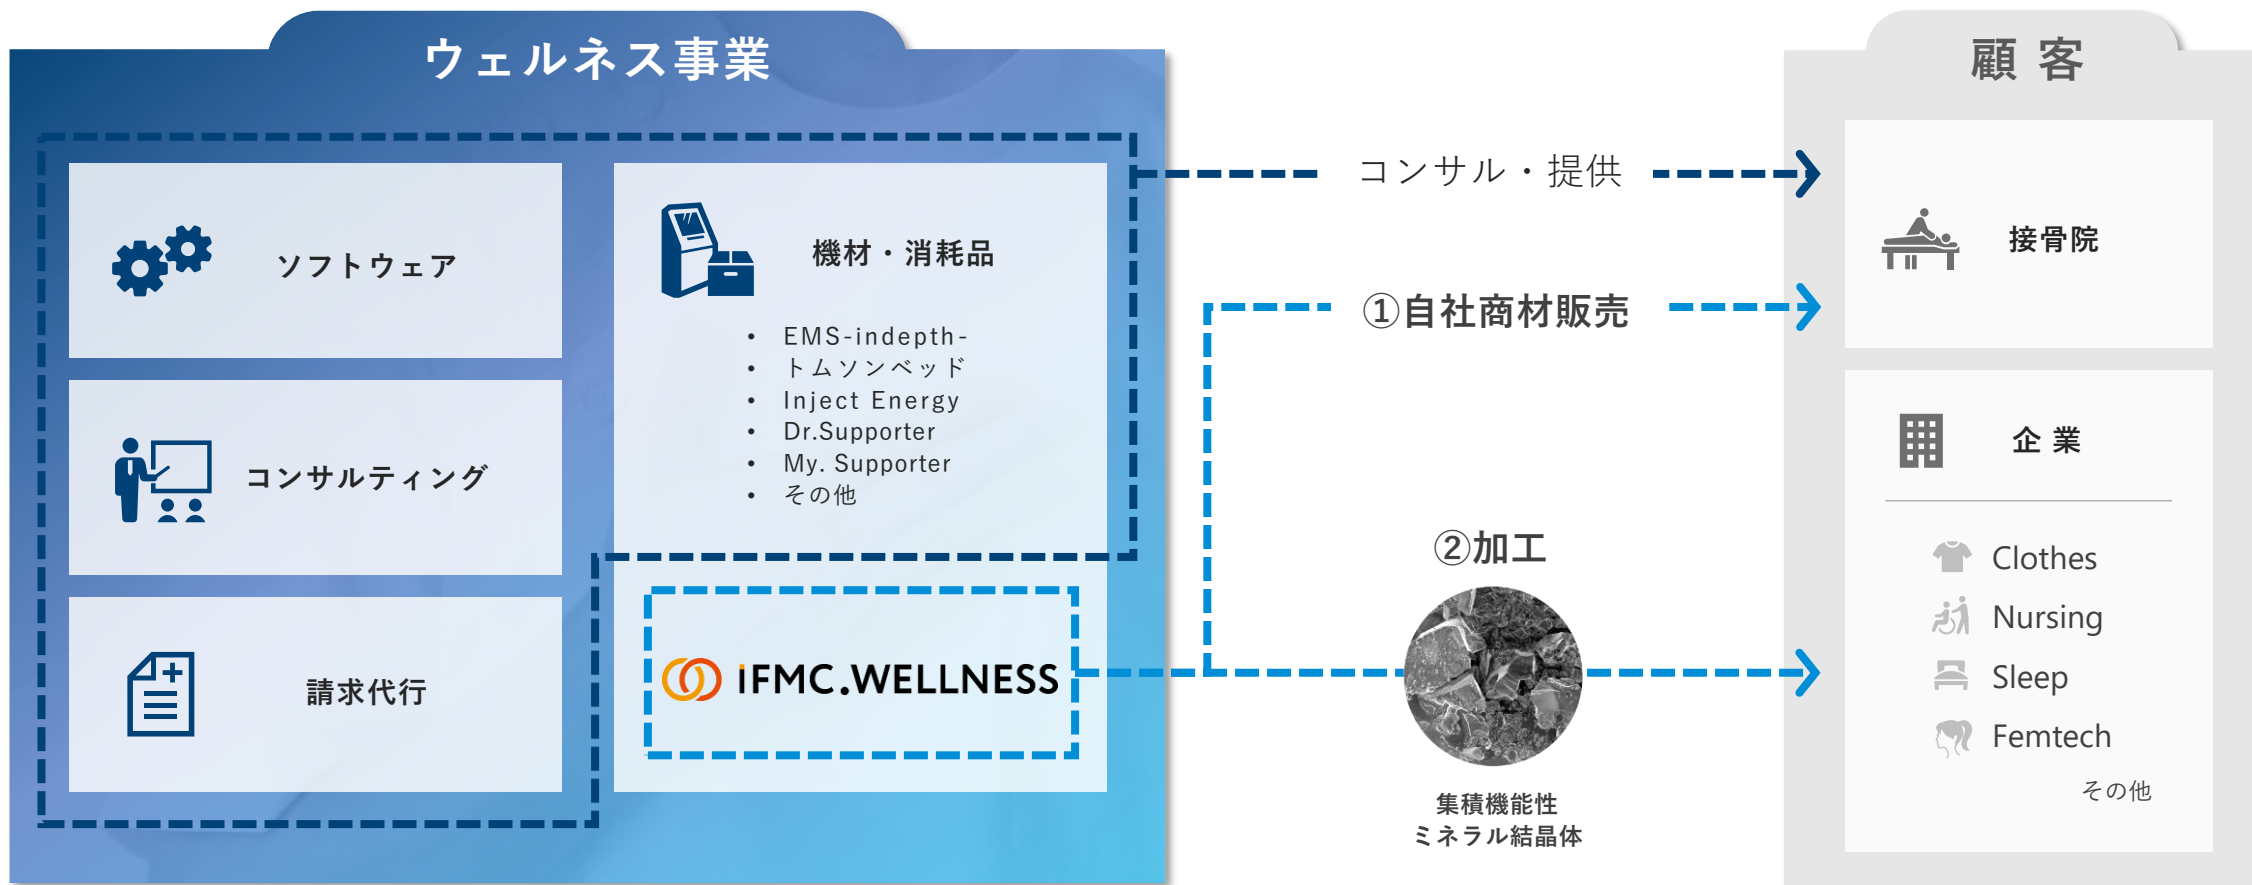 ウェルネス事業
ソフトウェア
コンサルティング
請求代行
機材・消耗品
• EMS-indepth-
• トムソンベッド
• Inject Energy
• Dr.Supporter
• My. Supporter
• その他
iFMC.WELLNESS
コンサル・提供
①自社商材販売
②加工
集積機能性
ミネラル結晶体
顧 客
接骨院
企 業
Clothes
Nursing
Sleep
Femtech
その他